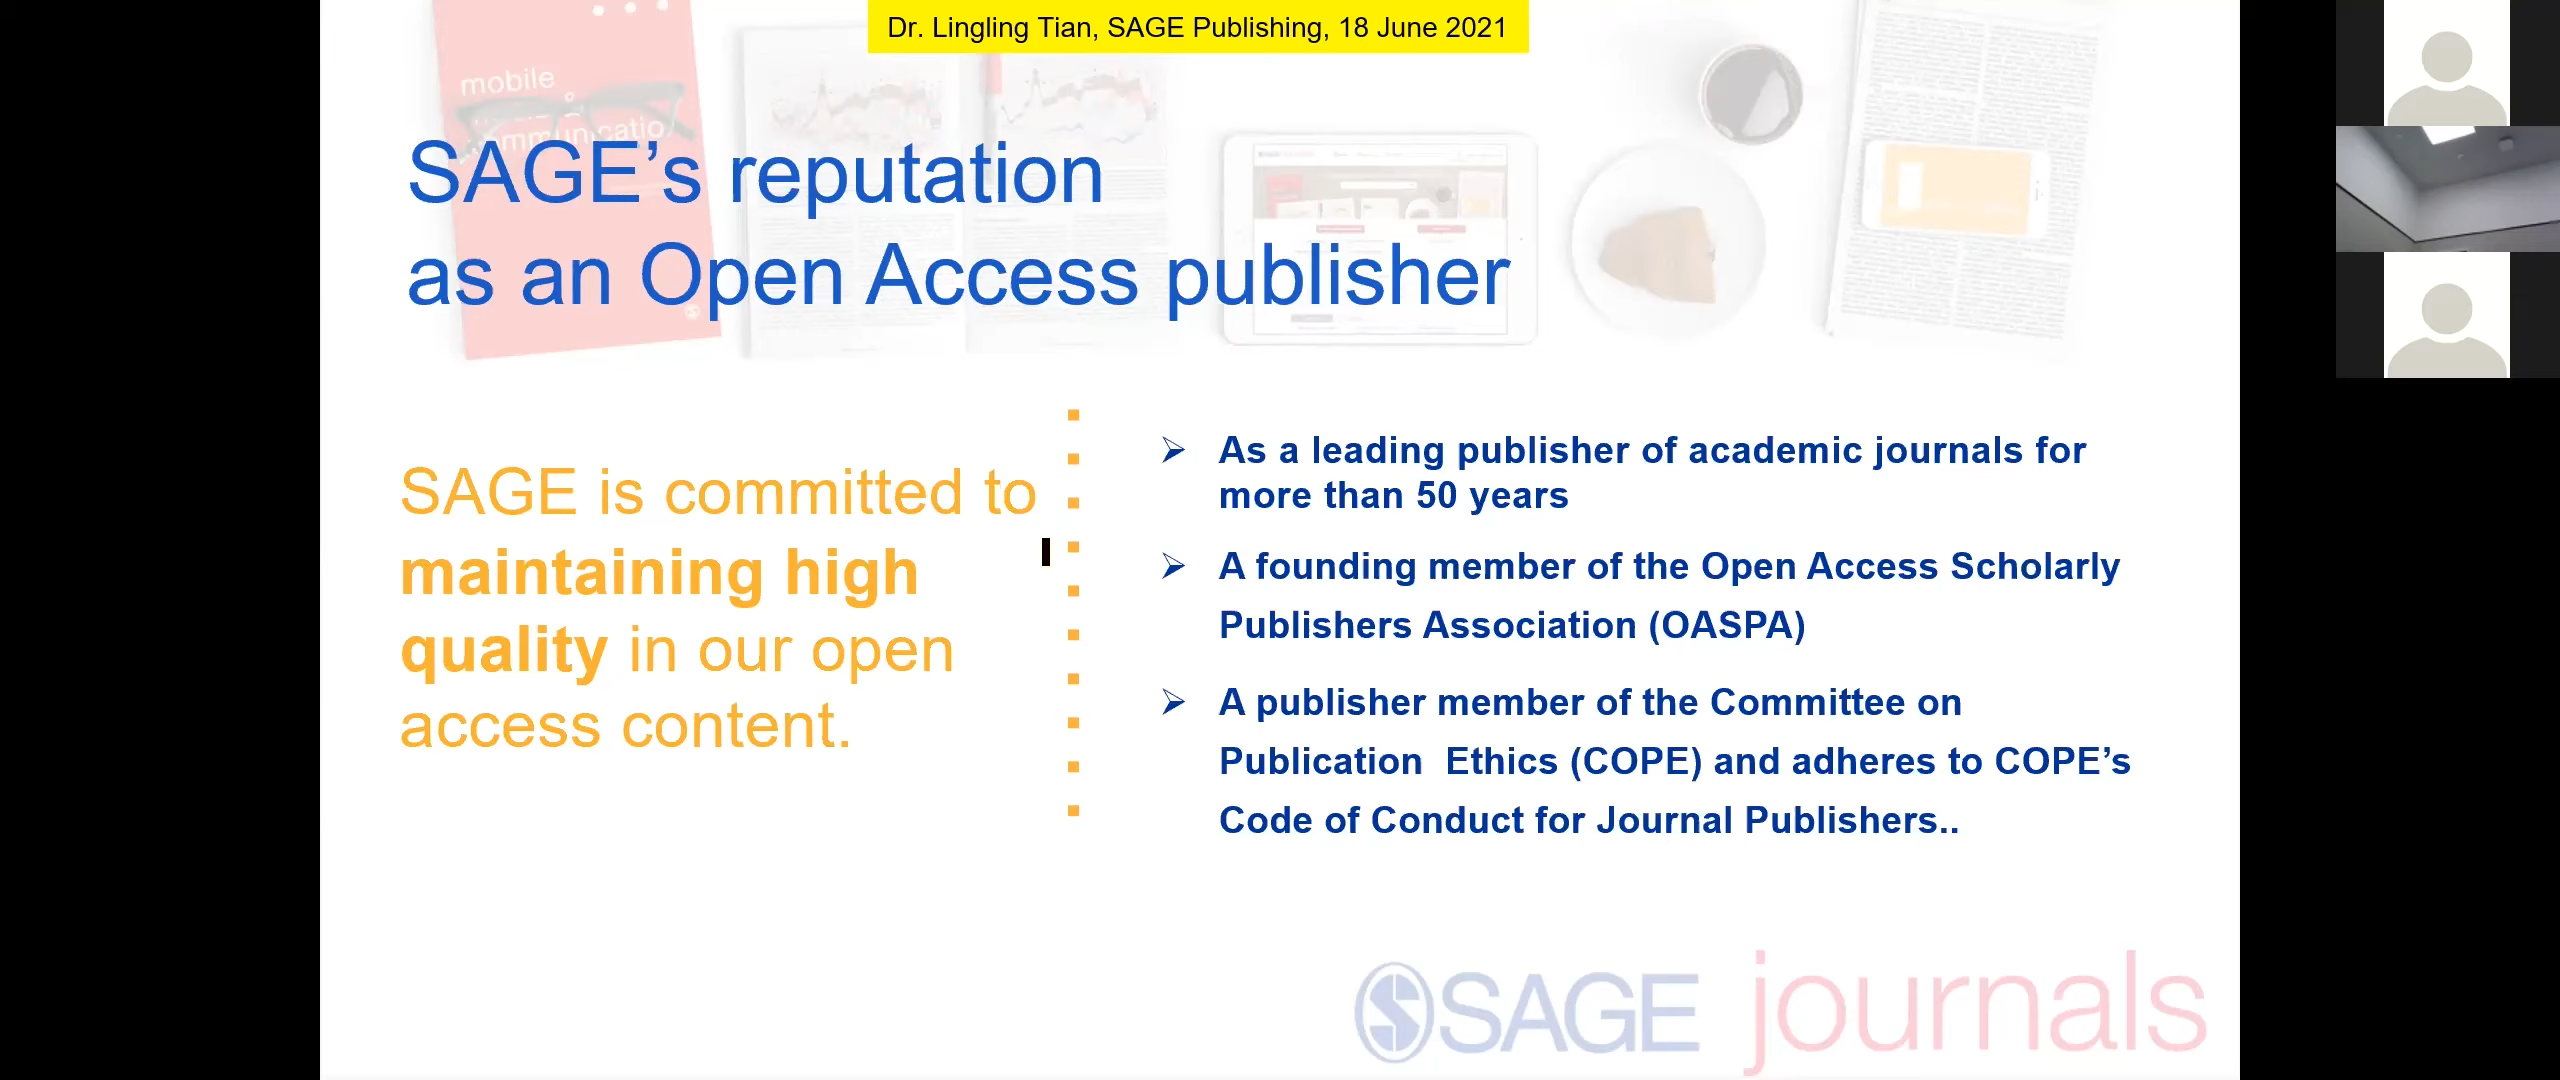 Dr. Lingling Tian, SAGE Publishing, 18 June 2021
mobile
SAGE’s reputation
as an Open Access publisher
SAGE is committed to
maintaining high
quality in our open
access content.
➢ As a leading publisher of academic journals for
more than 50 years
➢ A founding member of the Open Access Scholarly
Publishers Association (OASPA)
➢ A publisher member of the Committee on
Publication  Ethics (COPE) and adheres to COPE’s
Code of Conduct for Journal Publishers..
SAGE journals